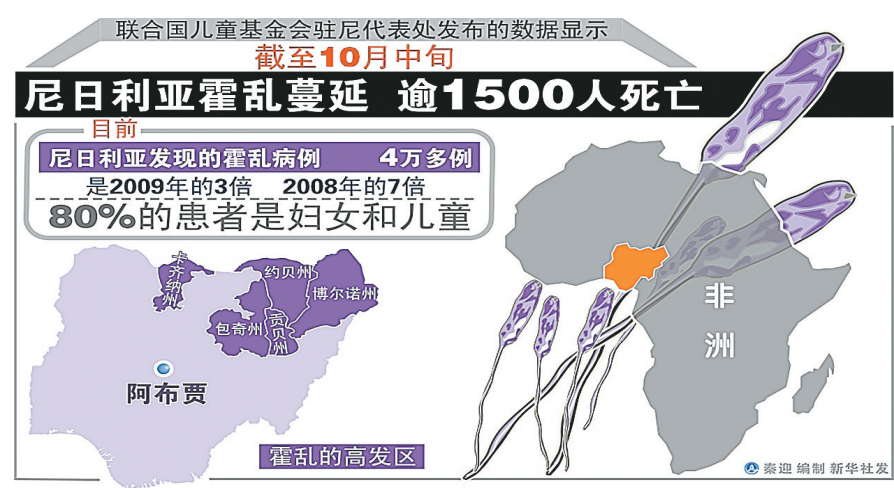 联合国儿童基金会驻尼代表处发布的数据显示
截至10月中旬
尼日利亚霍乱蔓延 逾1500人死亡
目前
尼日利亚发现的霍乱病例 4万多例
是2009年的3倍 2008年的7倍
80%的患者是妇女和儿童
卡齐纳州
约贝州
博尔诺州
包奇州
贡贝州
阿布贾
霍乱的高发区
非洲
秦迎 编制 新华社发